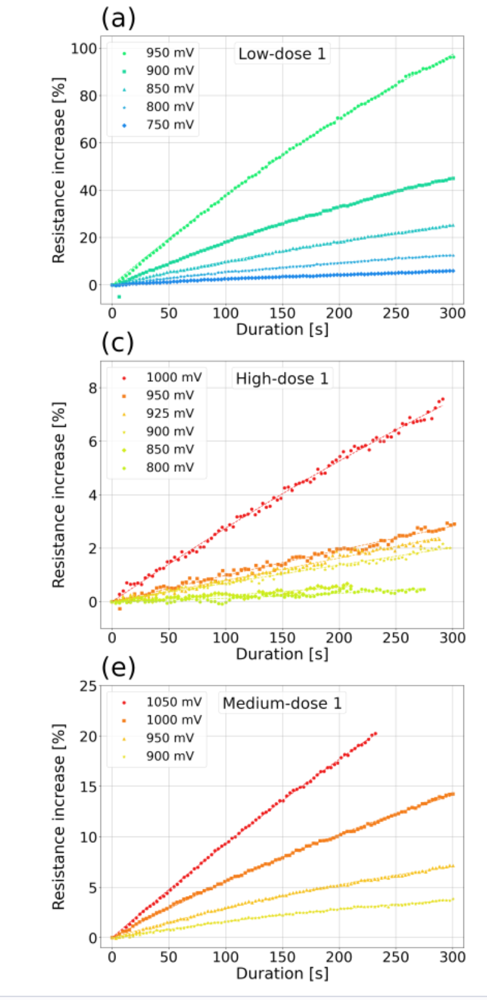 (a)
Low-dose 1
950 mV
900 mV
850 mV
800 mV
750 mV
Resistance increase [%]
100
80
60
40
20
0
0 50 100 150 200 250 300
Duration [s]
(c)
High-dose 1
1000 mV
950 mV
925 mV
900 mV
850 mV
800 mV
Resistance increase [%]
8
6
4
2
0
0 50 100 150 200 250 300
Duration [s]
(e)
Medium-dose 1
1050 mV
1000 mV
950 mV
900 mV
Resistance increase [%]
25
20
15
10
5
0
0 50 100 150 200 250 300
Duration [s]